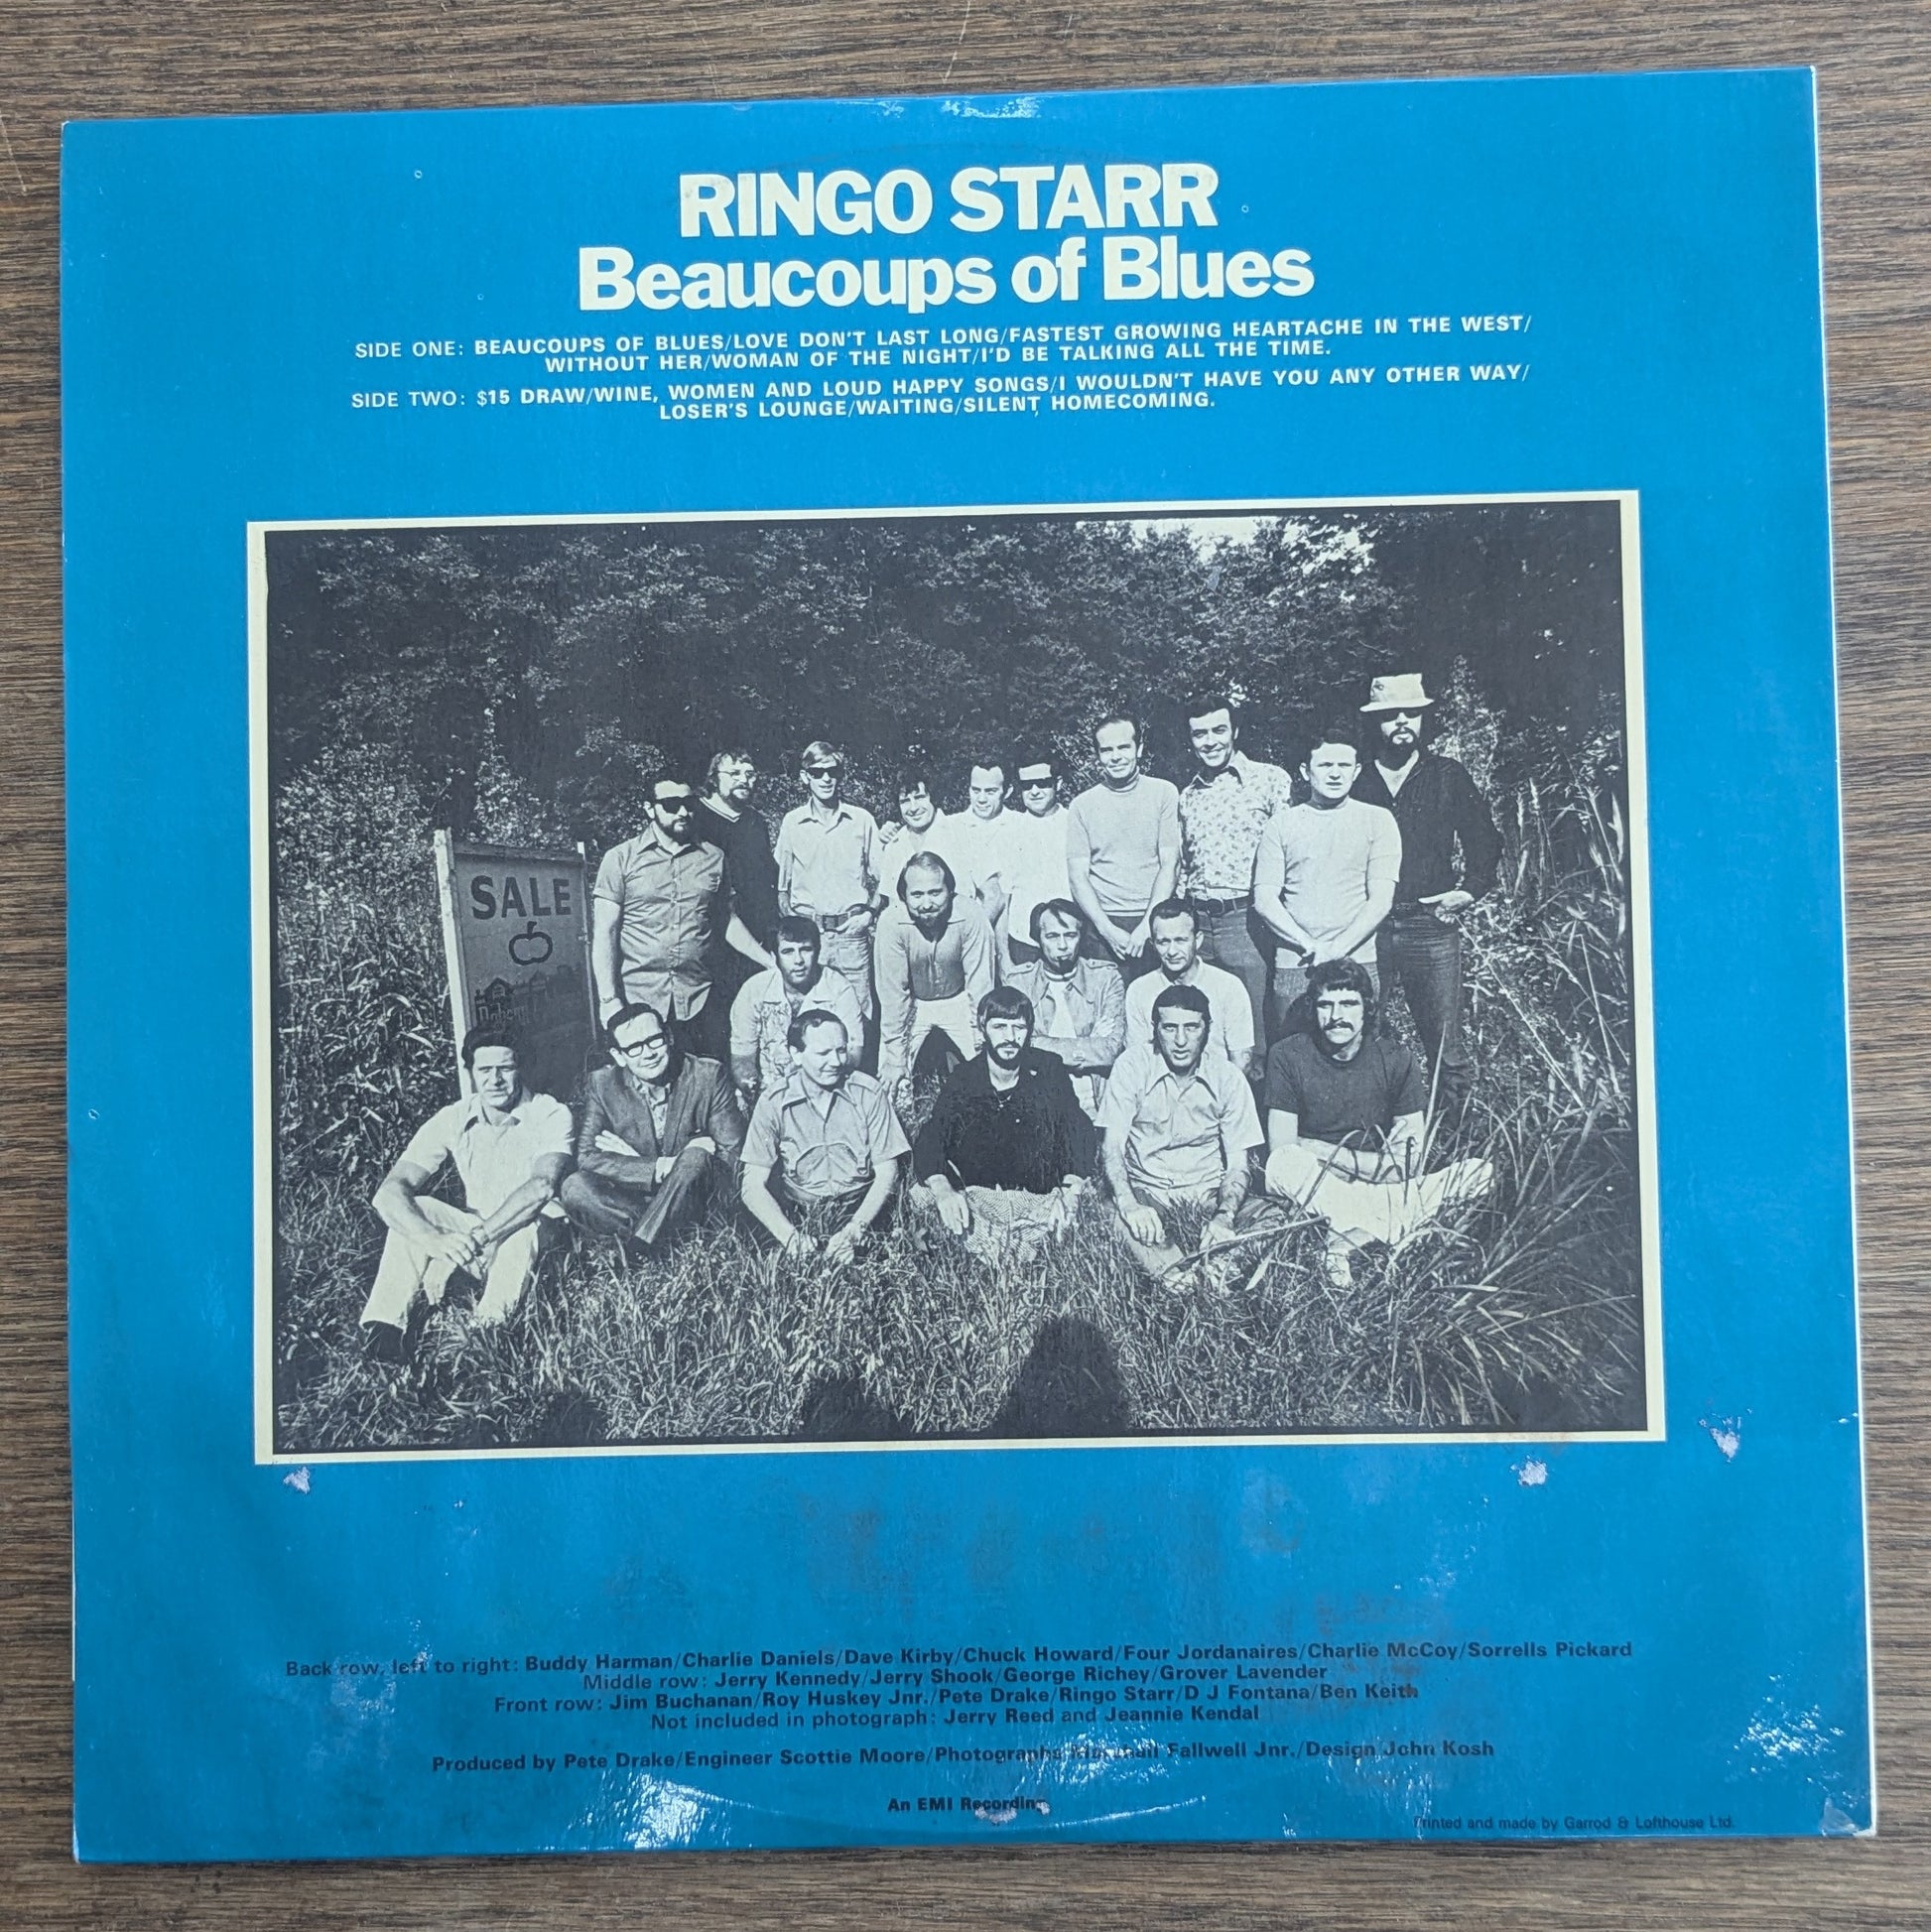 RINGO STARR
Beaucoups of Blues
SIDE ONE: BEAUCOUPS OF BLUES/LOVE DON'T LAST LONG/FASTEST GROWING HEARTACHE IN THE WEST/
WITHOUT HER/WOMAN OF THE NIGHT/I'D BE TALKING ALL THE TIME.
SIDE TWO: $15 DRAW/WINE, WOMEN AND LOUD HAPPY SONGS/I WOULDN'T HAVE YOU ANY OTHER WAY/
LOSER'S LOUNGE/WAITING/SILENT HOMECOMING.
SALE
Back row, left to right: Buddy Harman/Charlie Daniels/Dave Kirby/Chuck Howard/Four Jordanaires/Charlie McCoy/Sorrells Pickard
Middle row: Jerry Kennedy/Jerry Shook/George Richey/Grover Lavender
Front row: Jim Buchanan/Roy Huskey Jnr./Pete Drake/Ringo Starr/D J Fontana/Ben Keith
Not included in photograph: Jerry Reed and Jeannie Kendal
Produced by Pete Drake/Engineer Scottie Moore/Photographs Marshall Fallwell Jnr./Design John Kosh
An EMI Recording
Printed and made by Garrod & Lofthouse Ltd.